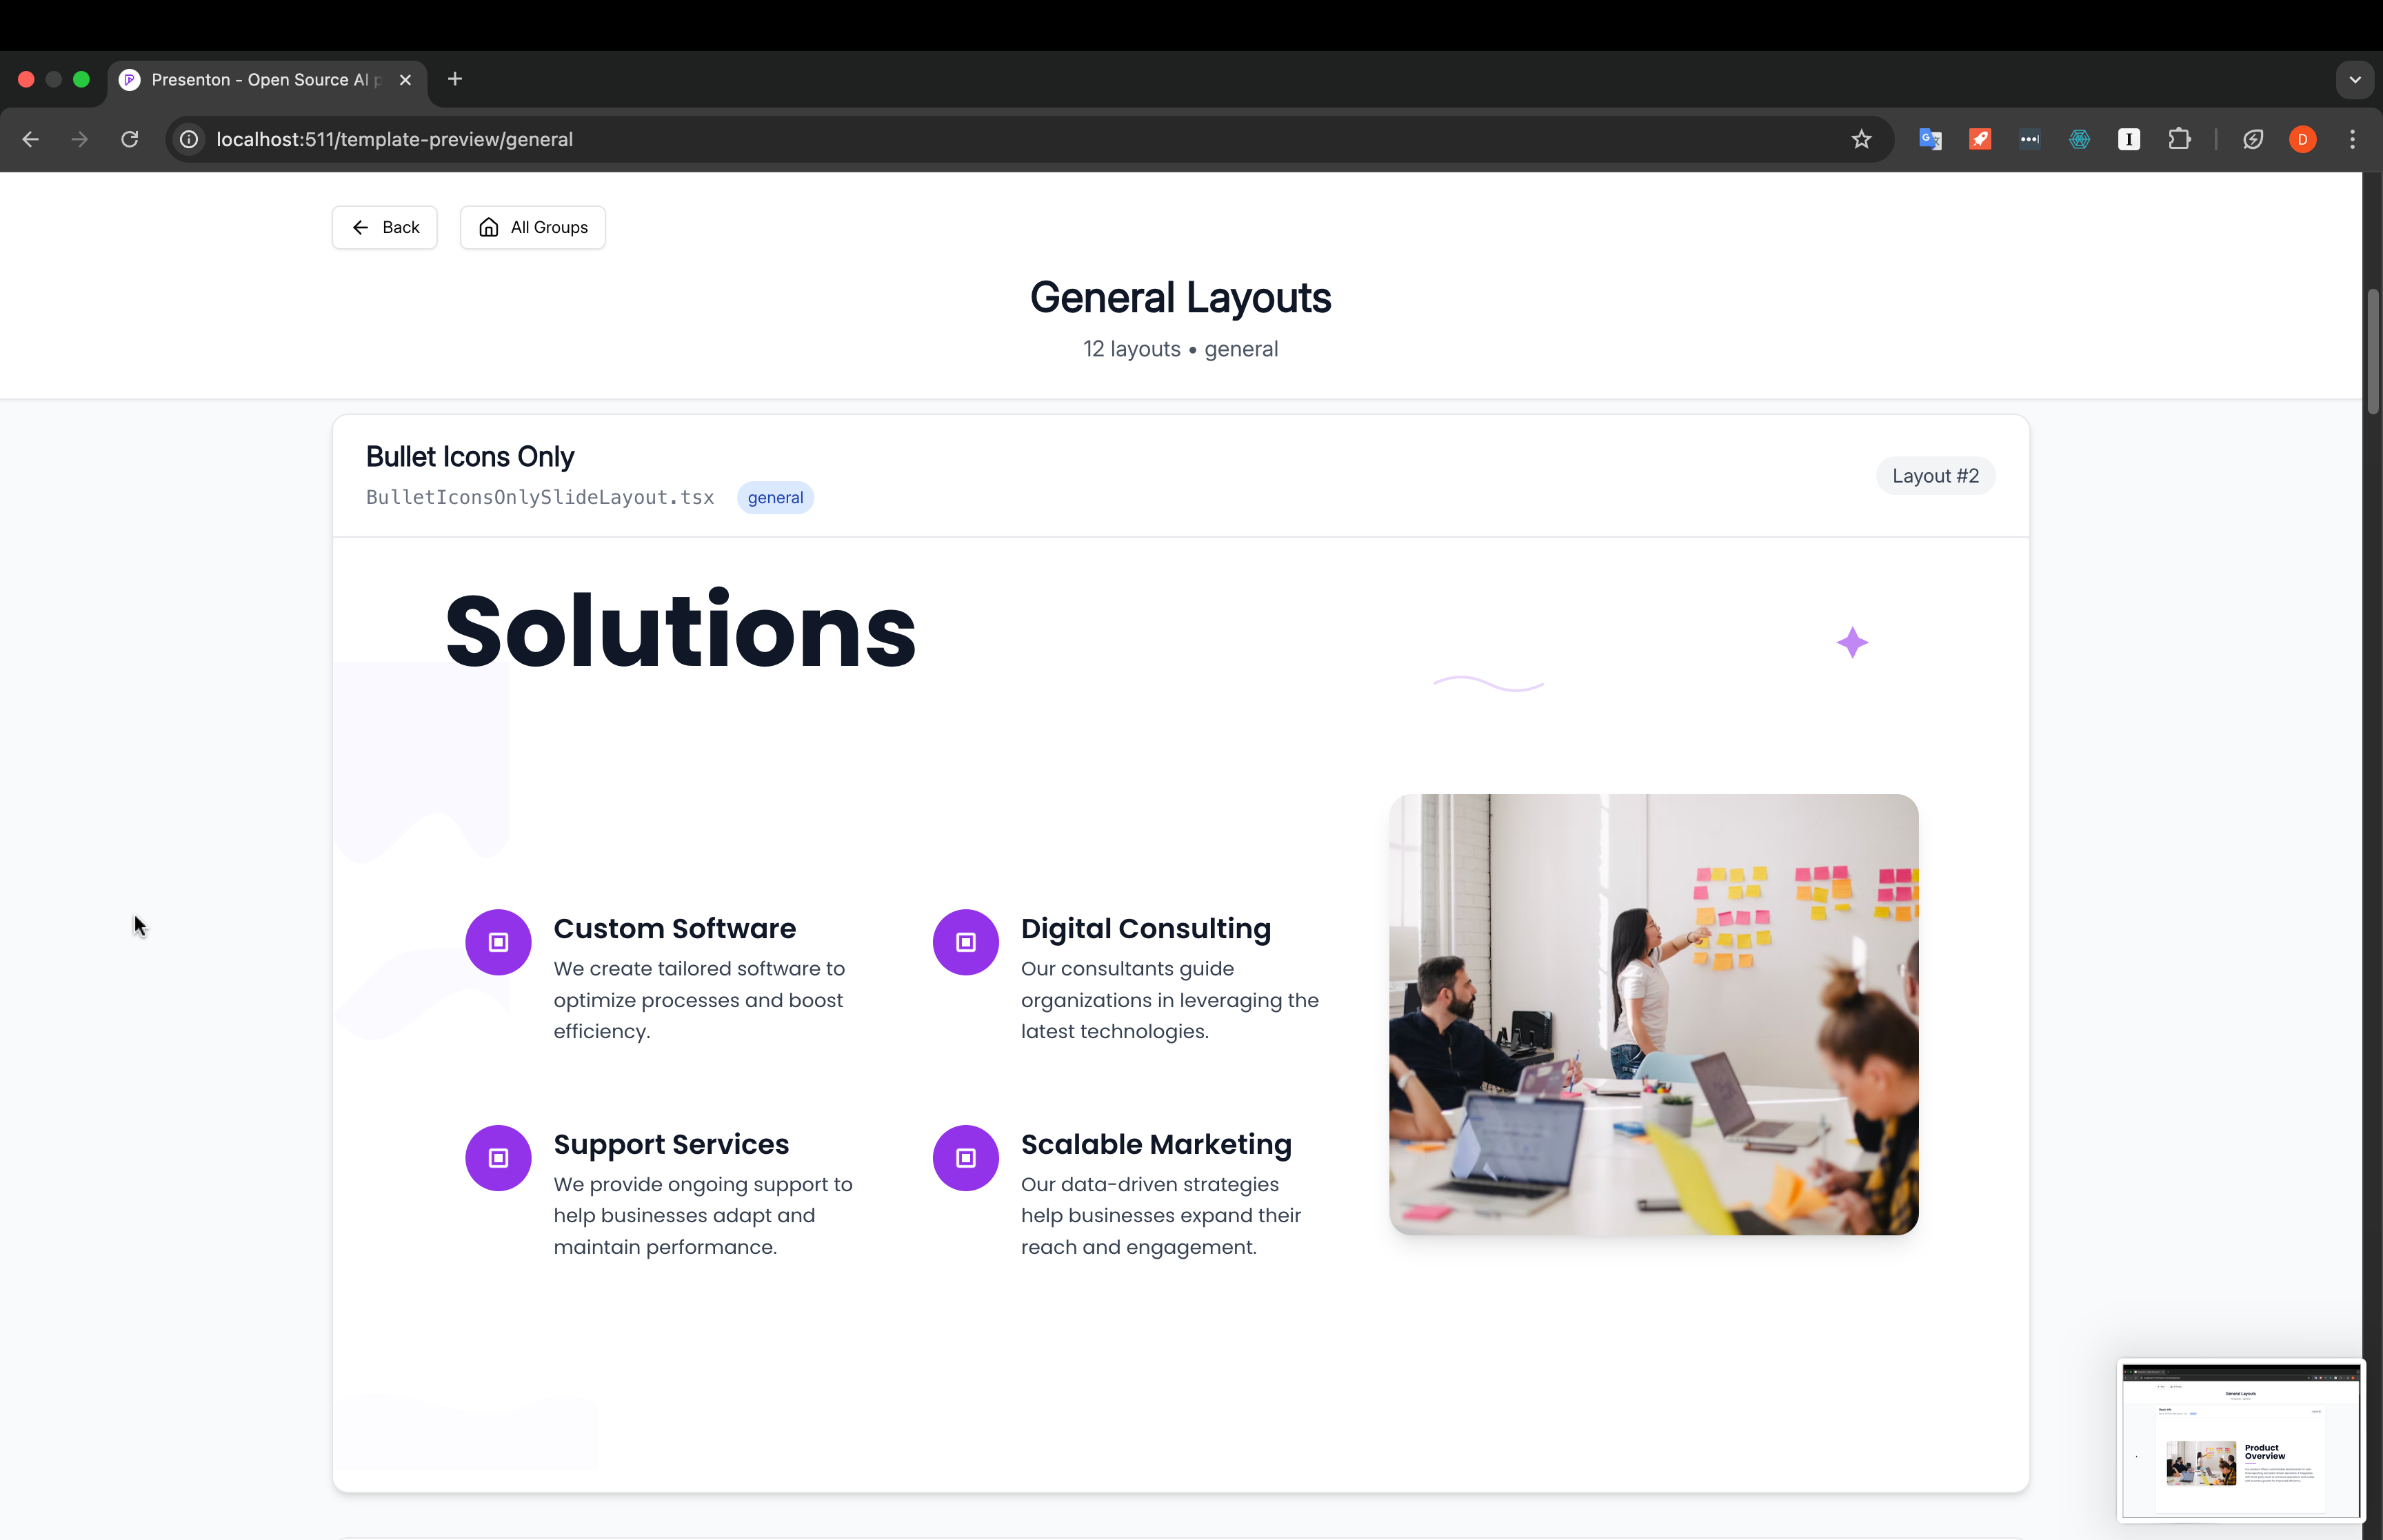 Presenton - Open Source AI p
localhost:511/template-preview/general
D
Back
All Groups
General Layouts
12 layouts • general
Bullet Icons Only
BulletIconsOnlySlideLayout.tsx
general
Layout #2
Solutions
Custom Software
We create tailored software to
optimize processes and boost
efficiency.
Digital Consulting
Our consultants guide
organizations in leveraging the
latest technologies.
Support Services
We provide ongoing support to
help businesses adapt and
maintain performance.
Scalable Marketing
Our data-driven strategies
help businesses expand their
reach and engagement.
General Layouts
Product
Overview